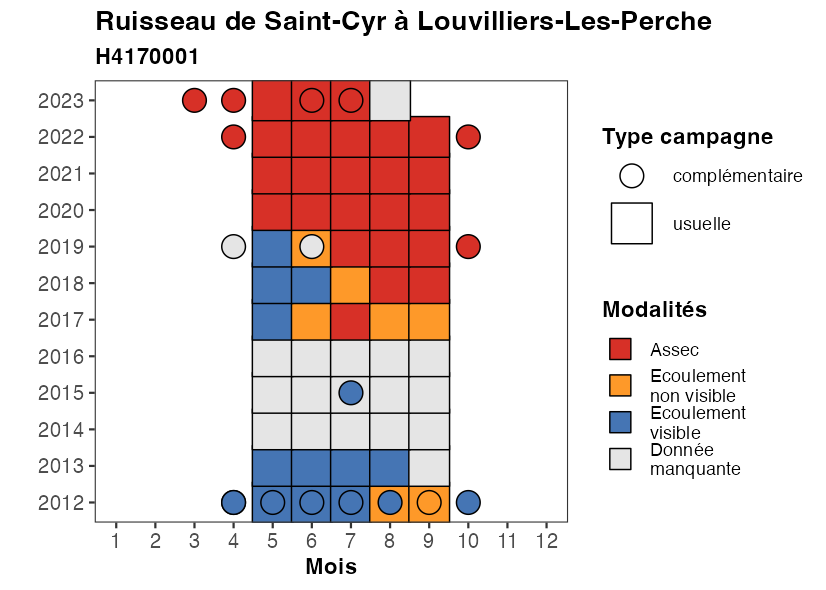 Ruisseau de Saint-Cyr à Louvilliers-Les-Perche
H4170001
2023
2022
2021
2020
2019
2018
2017
2016
2015
2014
2013
2012
1 2 3 4 5 6 7 8 9 10 11 12
Mois
Type campagne
complémentaire
usuelle
Modalités
Assec
Ecoulement
non visible
Ecoulement
visible
Donnée
manquante